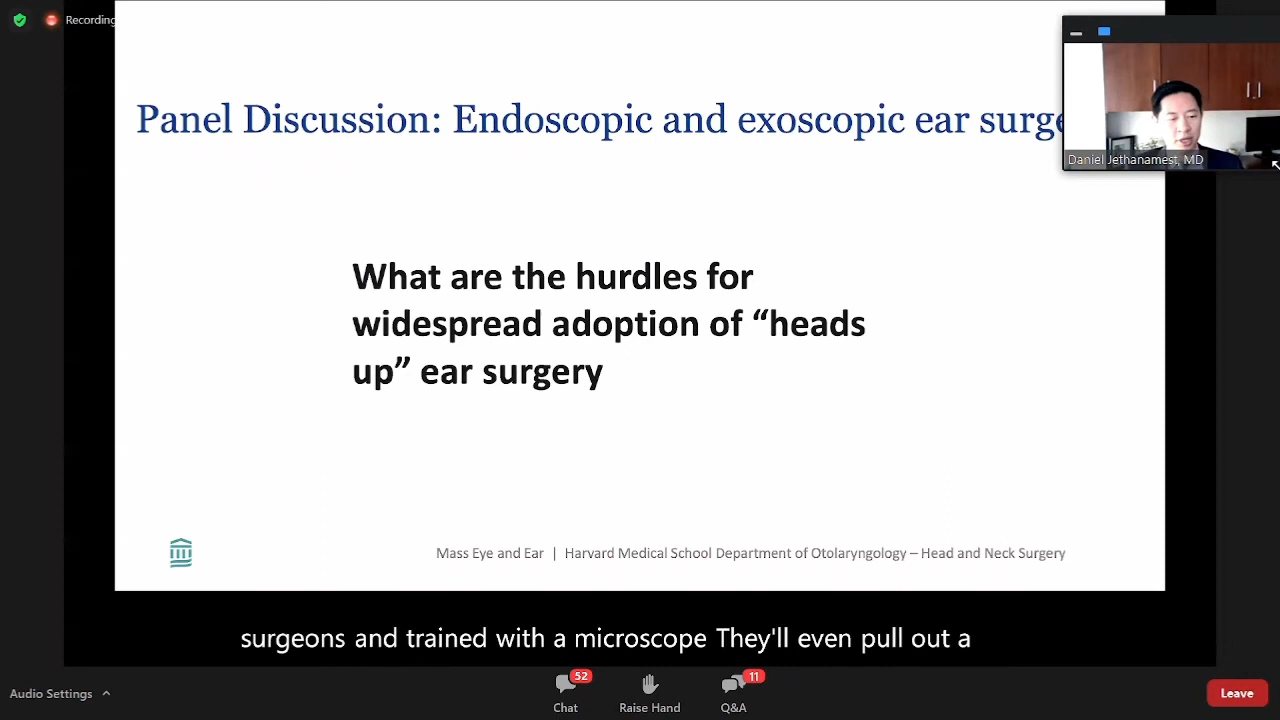 Recording
Panel Discussion: Endoscopic and exoscopic ear surge
Daniel Jethanamest, MD
What are the hurdles for
widespread adoption of “heads
up” ear surgery
Mass Eye and Ear | Harvard Medical School Department of Otolaryngology – Head and Neck Surgery
surgeons and trained with a microscope They'll even pull out a
Audio Settings
52
Chat
Raise Hand
11
Q&A
Leave